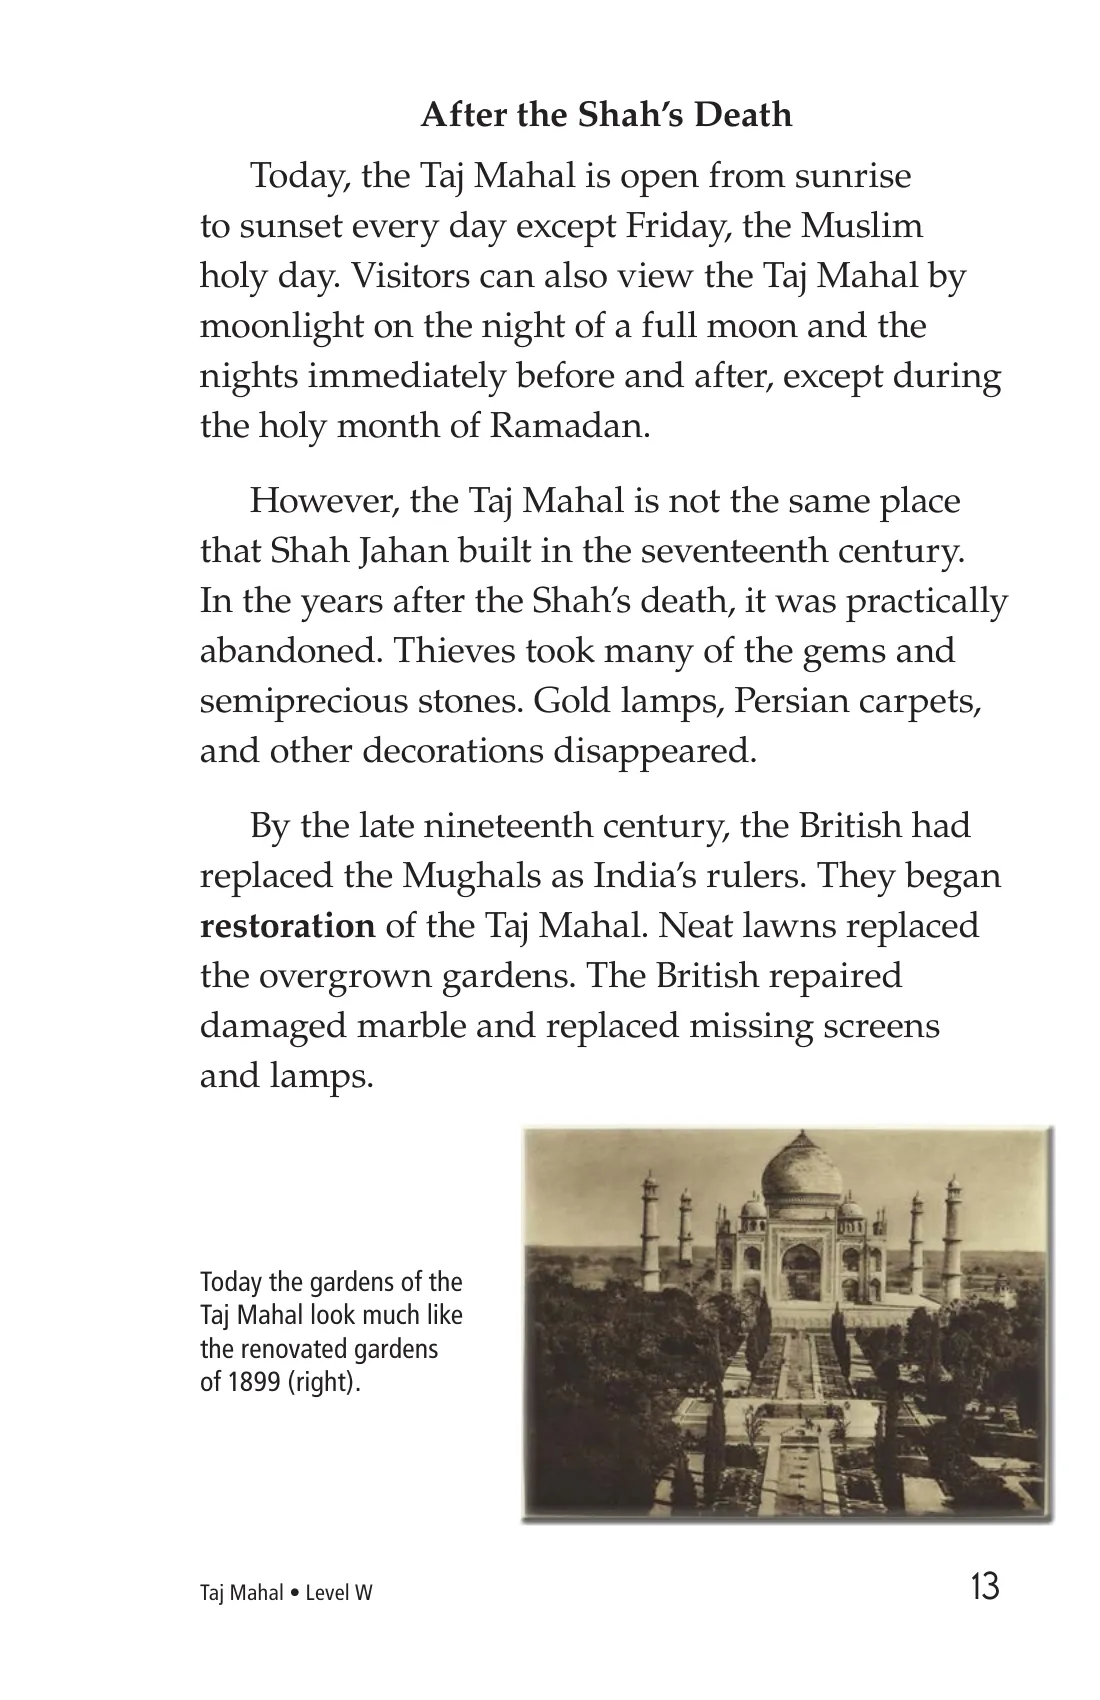 After the Shah’s Death
Today, the Taj Mahal is open from sunrise
to sunset every day except Friday, the Muslim
holy day. Visitors can also view the Taj Mahal by
moonlight on the night of a full moon and the
nights immediately before and after, except during
the holy month of Ramadan.
However, the Taj Mahal is not the same place
that Shah Jahan built in the seventeenth century.
In the years after the Shah’s death, it was practically
abandoned. Thieves took many of the gems and
semiprecious stones. Gold lamps, Persian carpets,
and other decorations disappeared.
By the late nineteenth century, the British had
replaced the Mughals as India’s rulers. They began
restoration of the Taj Mahal. Neat lawns replaced
the overgrown gardens. The British repaired
damaged marble and replaced missing screens
and lamps.
Today the gardens of the
Taj Mahal look much like
the renovated gardens
of 1899 (right).
Taj Mahal • Level W
13